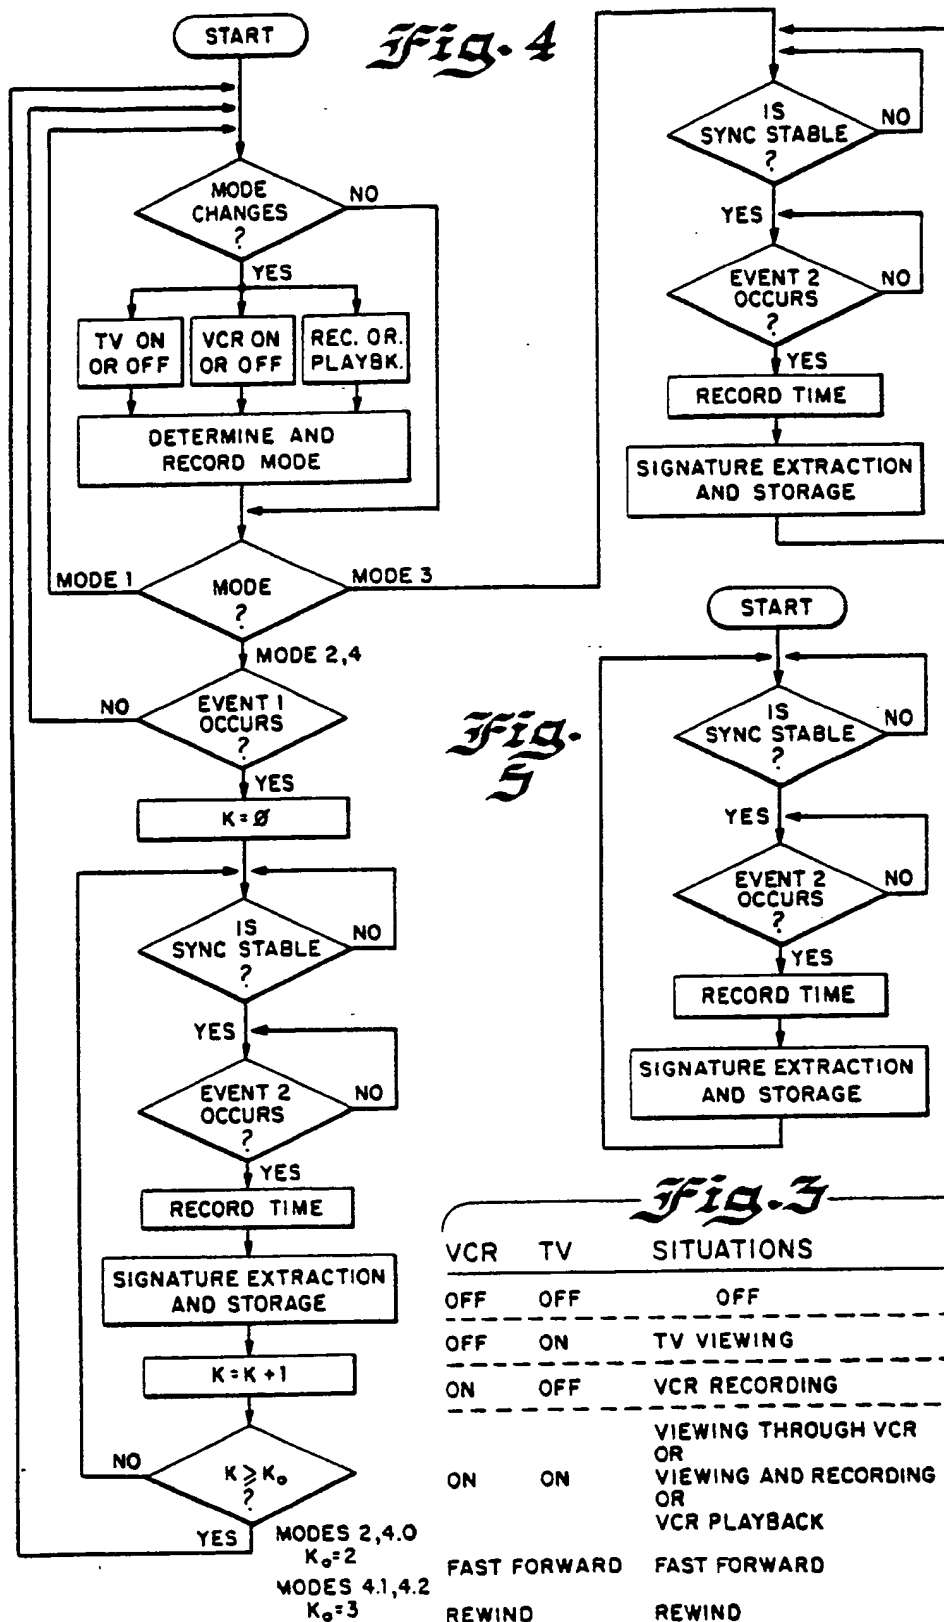 Fig. 4
START
MODE
CHANGES
?
NO
YES
TV ON
OR OFF
VCR ON
OR OFF
REC. OR.
PLAYBK.
DETERMINE AND
RECORD MODE
MODE 1
MODE
?
MODE 3
MODE 2,4
NO
EVENT 1
OCCURS
?
YES
K = Ø
IS
SYNC STABLE
?
NO
YES
EVENT 2
OCCURS
?
NO
YES
RECORD TIME
SIGNATURE EXTRACTION
AND STORAGE
K = K + 1
NO
K ⩾ K₀
?
YES
MODES 2,4.0
K₀=2
MODES 4.1,4.2
K₀=3
IS
SYNC STABLE
?
NO
YES
EVENT 2
OCCURS
?
NO
YES
RECORD TIME
SIGNATURE EXTRACTION
AND STORAGE
Fig.
5
START
IS
SYNC STABLE
?
NO
YES
EVENT 2
OCCURS
?
NO
YES
RECORD TIME
SIGNATURE EXTRACTION
AND STORAGE
Fig. 3
VCR TV SITUATIONS
OFF OFF OFF
OFF ON TV VIEWING
ON OFF VCR RECORDING
VIEWING THROUGH VCR
OR
ON ON VIEWING AND RECORDING
OR
VCR PLAYBACK
FAST FORWARD FAST FORWARD
REWIND REWIND